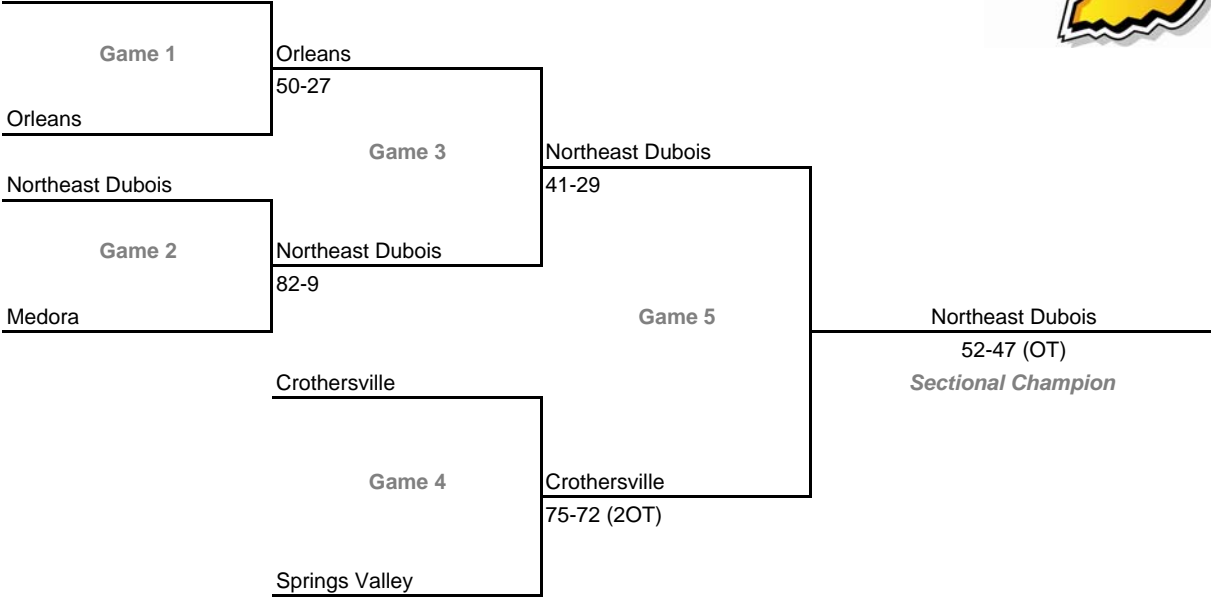 Game 1
Orleans
50-27
Orleans
Game 3
Northeast Dubois
41-29
Northeast Dubois
Game 2
Northeast Dubois
82-9
Medora
Game 5
Northeast Dubois
52-47 (OT)
Sectional Champion
Crothersville
Game 4
Crothersville
75-72 (2OT)
Springs Valley